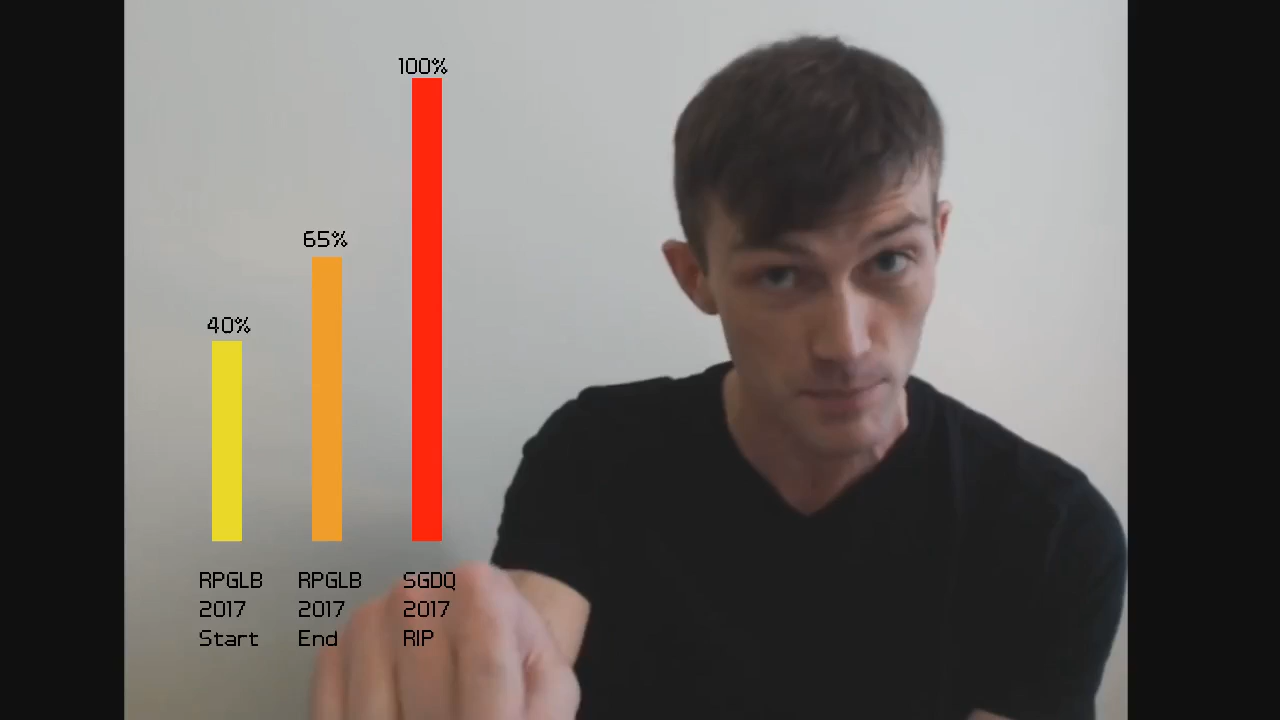 100%
65%
40%
RPGLB
2017
Start
RPGLB
2017
End
SGDQ
2017
RIP